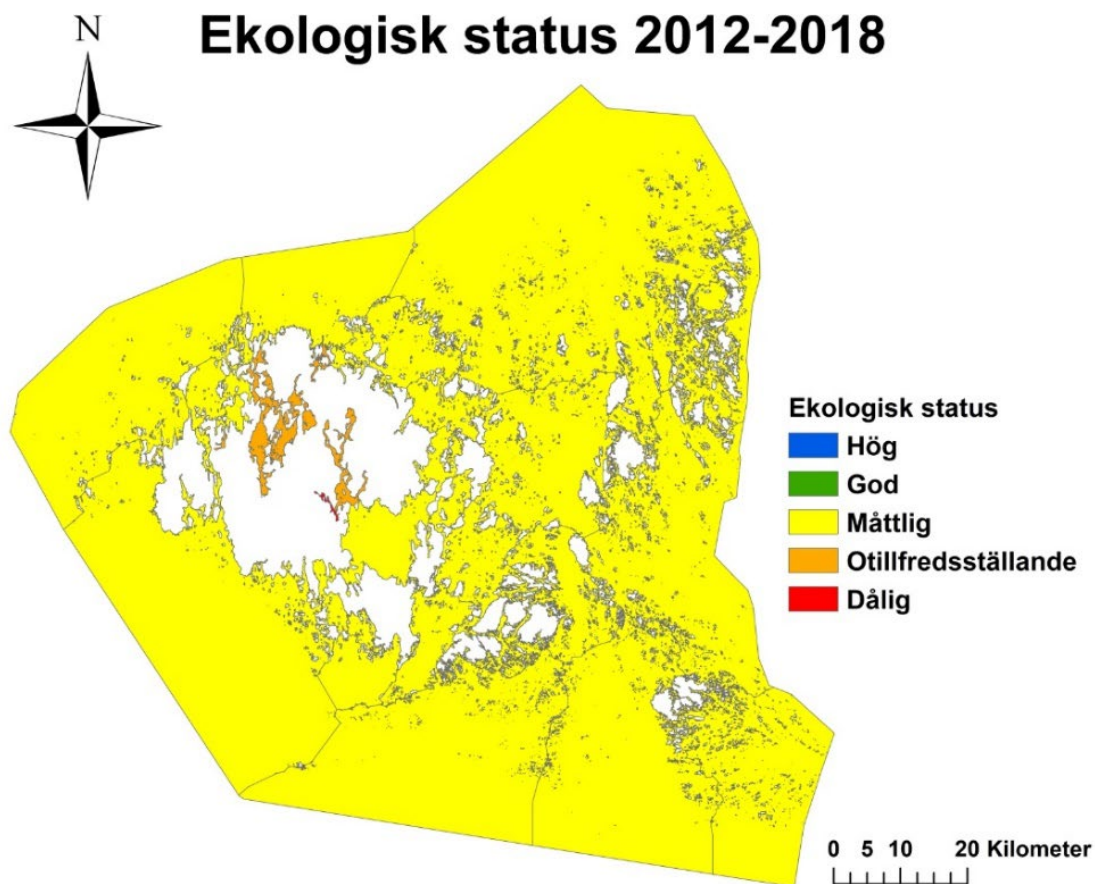 Ekologisk status 2012-2018
N
Ekologisk status
Hög
God
Måttlig
Otillfredsställande
Dålig
0 5 10 20 Kilometer